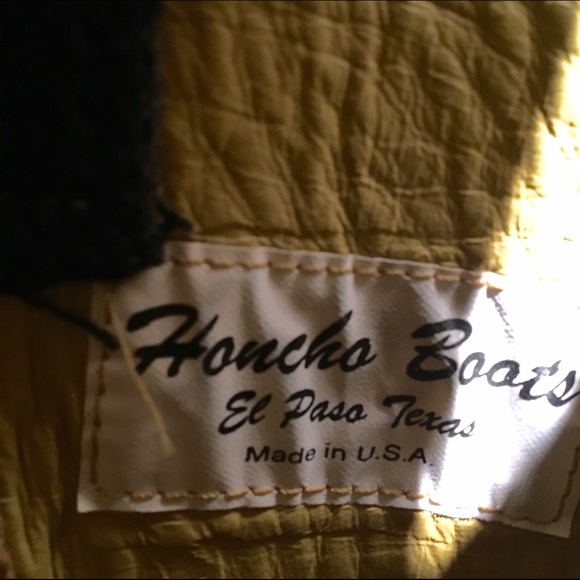 Honcho Boots
El Paso Texas
Made in U.S.A.